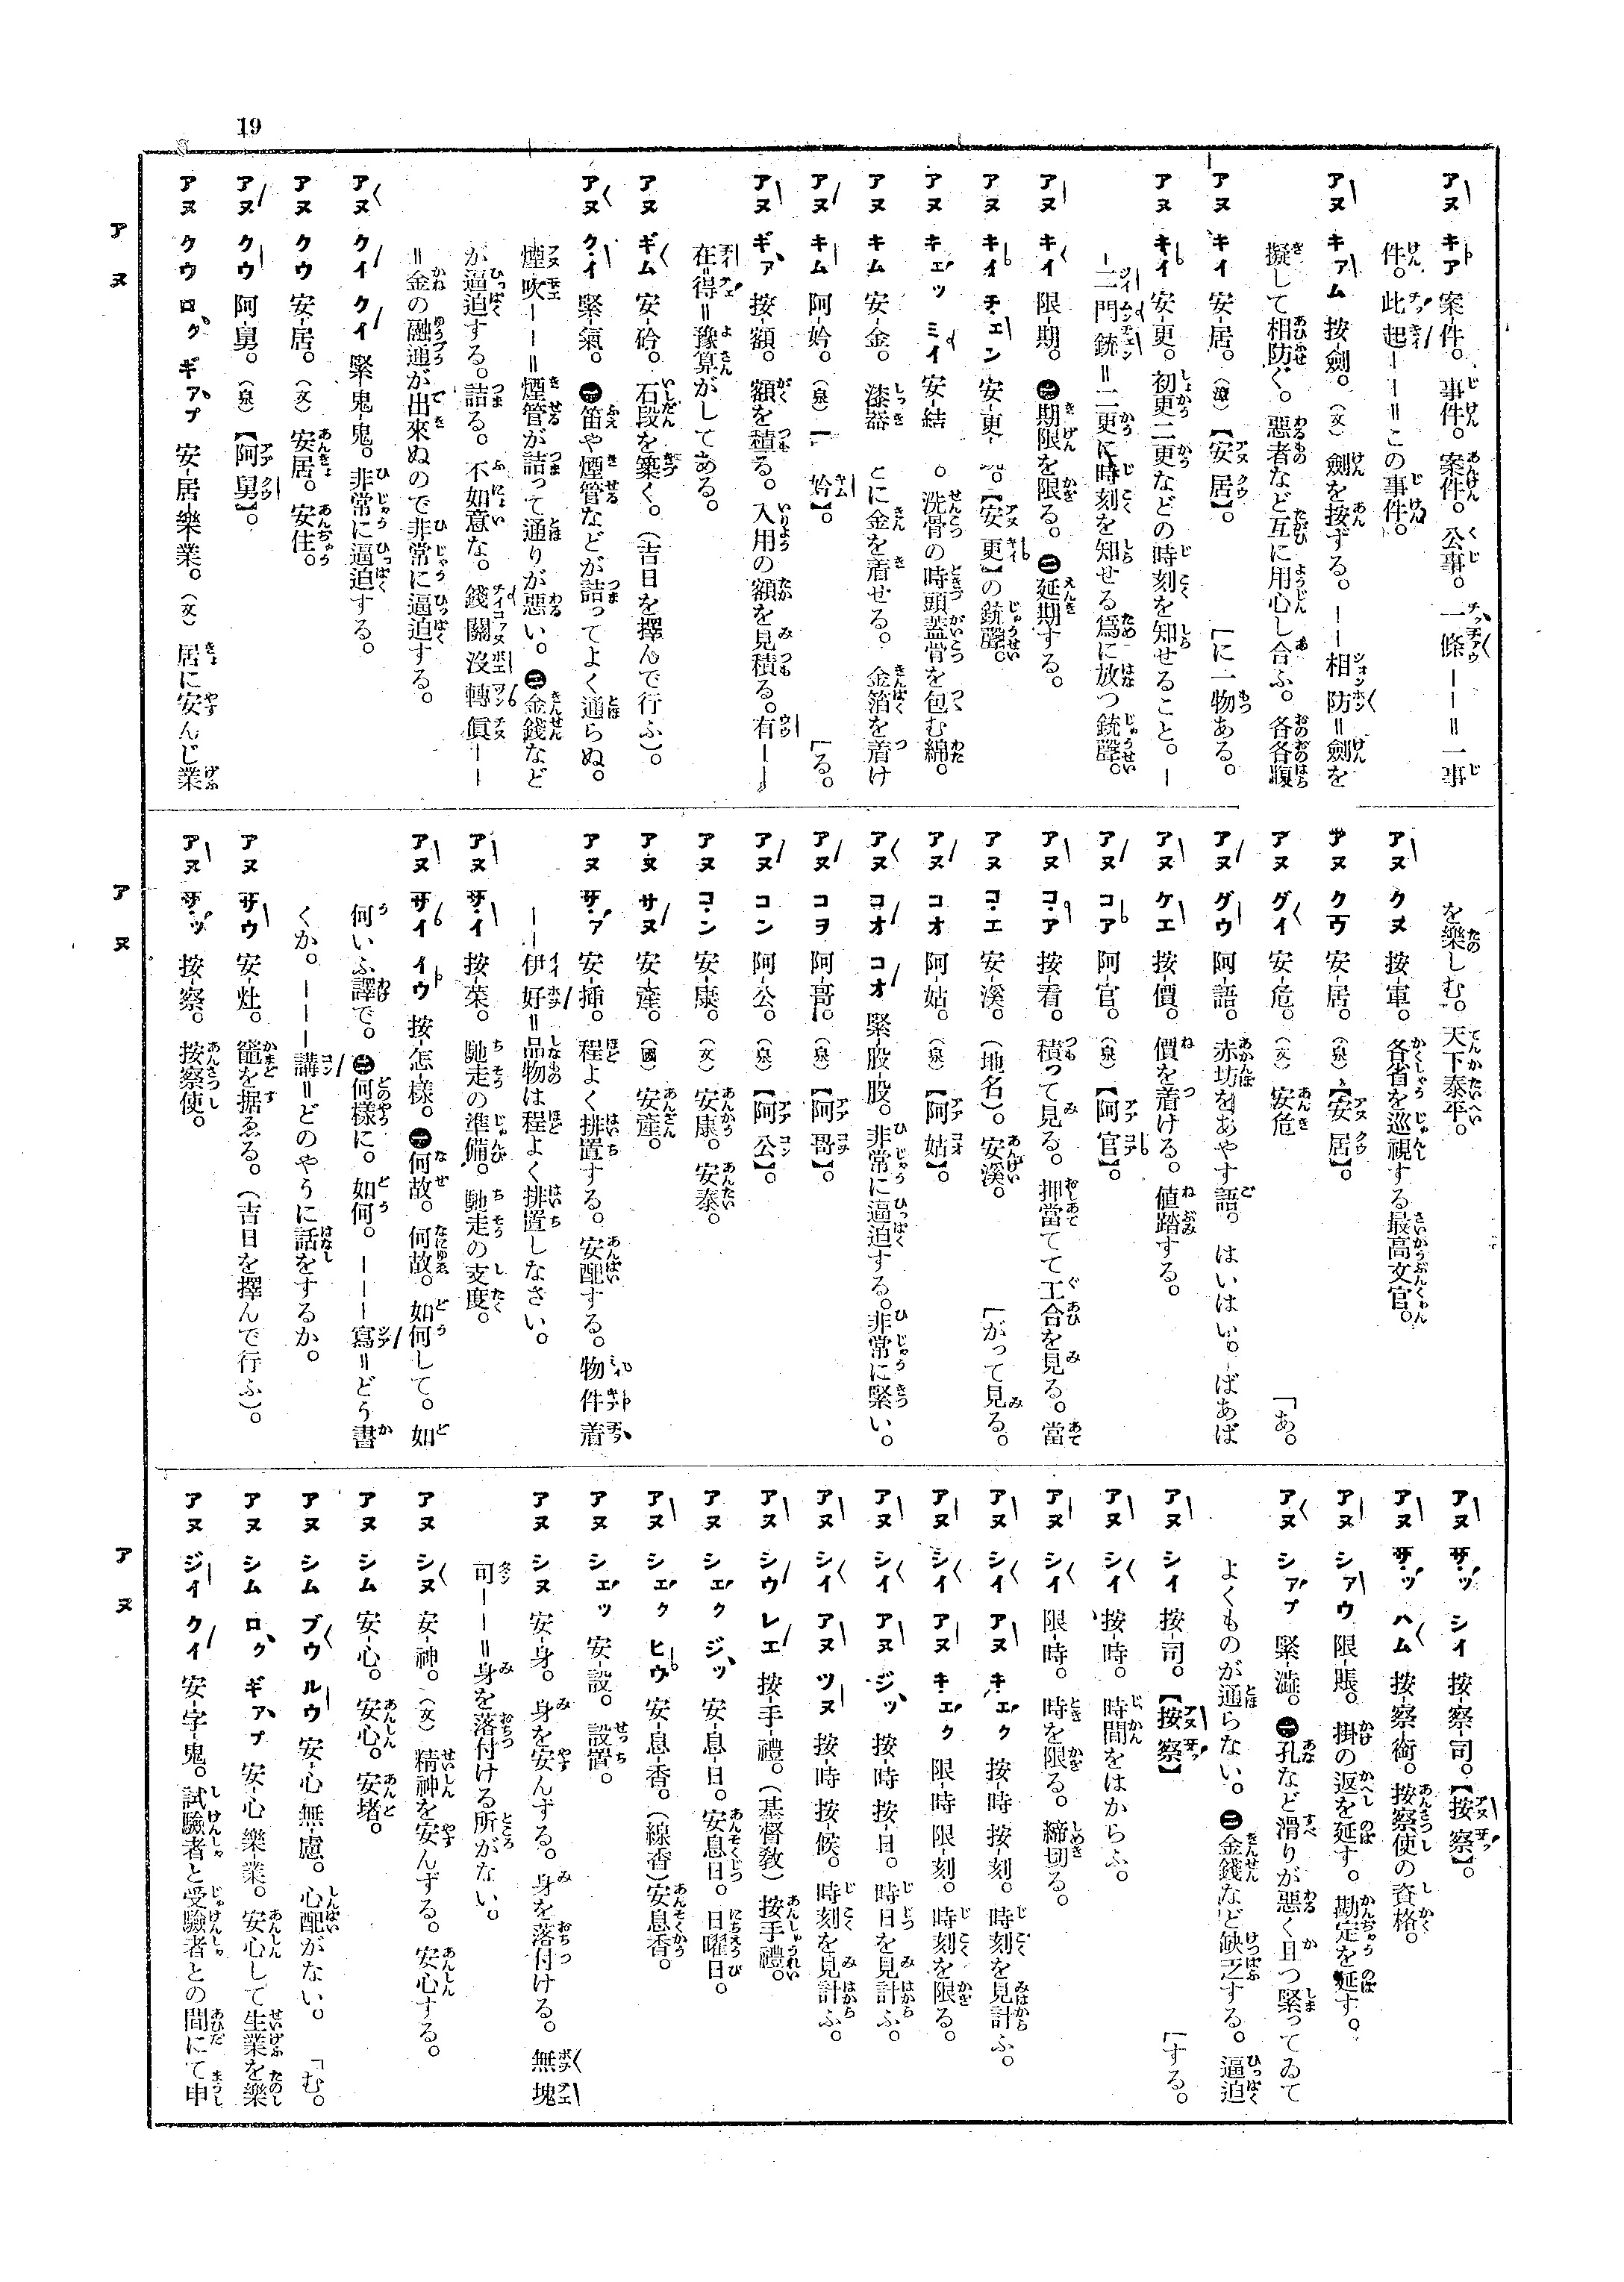 19
アヌ
アヌ キア 案-件。事件。案件。公事。一條――=一事
件。此起――=この事件。
アヌ キアム 按-劍。(文)劍を按ずる。――相防=劍を
擬して相防ぐ。惡者など互に用心し合ふ。各各腹
アヌ キイ 安-居。(漳)【安居】。 [に一物ある。
アヌ キイ 安-更。初更二更などの時刻を知せること。―
―二門銃=二更に時刻を知せる爲に放つ銃聲。
アヌ キイ 限-期。㊀期限を限る。㊁延期する。
アヌ キイ チェン 安-更 。【安更】の銃聲。
アヌ キェッ ミイ 安-結 。洗骨の時頭蓋骨を包む綿。
アヌ キム 安-金。漆器 とに金を着せる。金箔を着け
アヌ キム 阿-妗。(泉)【 妗】。 [る。
アヌ ギァ 按-額。額を積る。入用の額を見積る。有――
在-得=豫算がしてある。
アヌ ギム 安-砛。石段を築く。(吉日を擇んで行ふ)。
アヌ クイ 緊-氣。㊀笛や煙管などが詰ってよく通らぬ。
煙吹――=煙管が詰って通りが惡い。㊁金錢など
が逼迫する。詰る。不如意な。錢關沒轉眞――
=金の融通が出來ぬので非常に逼迫する。
アヌ クイ クイ 緊-鬼-鬼。非常に逼迫する。
アヌ クウ 安-居。(文)安居。安住。
アヌ クウ 阿-舅。(泉)【阿舅】。
アヌ クウ ロク ギアプ 安-居-樂-業。(文)居に安んじ業
アヌ
を樂しむ。天下泰平。
アヌ クヌ 按-軍。各省を巡視する最高文官。
アヌ クウ 安-居。(泉)【安居】。
アヌ グイ 安-危。(文)安危 「あ。
アヌ グウ 阿-語。赤坊をあやす語。はいはい。ばあば
アヌ ケエ 按-價。價を着ける。値踏する。
アヌ コア 阿-官。(泉)【阿官】。
アヌ コア 按-看。積って見る。押當てて工合を見る。當
アヌ コエ 安-溪。(地名)。安溪。 [がって見る。
アヌ コオ 阿-姑。(泉)【阿姑】。
アヌ コオ コオ 緊-股-股。非常に逼迫する。非常に緊い。
アヌ コヲ 阿-哥。(泉)【阿哥】。
アヌ コン 阿-公。(泉)【阿公】。
アヌ コン 安-康。(文)安康。安泰。
アヌ サヌ 安-產。(國)安產。
アヌ サァ 安-插。程よく排置する。安配する。物件着
――伊好=品物は程よく排置しなさい。
アヌ サイ 按-菜。馳走の準備。馳走の支度。
アヌ サイ イウ 按-怎-樣。㊀何故。何故。如何して。如
何いふ譯で。㊁何樣に。如何。―――寫=どう書
くか。―――講=どのやうに話をするか。
アヌ サウ 安-灶。竈を据ゑる。(吉日を擇んで行ふ)。
アヌ サッ 按-察。按察使。
アヌ
アヌ サッ シイ 按-察-司。【按察】。
アヌ サッ ハム 按-察-銜。按察使の資格。
アヌ シアウ 限-賬。掛の返を延す。勘定を延す。
アヌ シアプ 緊-澁。㊀孔など滑りが惡く且つ緊ってゐて
よくものが通らない。㊁金錢など缺乏する。逼迫
アヌ シイ 按-司。【按察】 [する。
アヌ シイ 按-時。時間をはからふ。
アヌ シイ 限-時。時を限る。締切る。
アヌ シイ アヌ キェク 按-時 按-刻。時刻を見計ふ。
アヌ シイ アヌ キェク 限-時 限-刻。時刻を限る。
アヌ シイ アヌ ジッ 按-時 按-日。時日を見計ふ。
アヌ シイ アヌ ツヌ 按-時 按-候。時刻を見計ふ。
アヌ シウ レエ 按-手-禮。(基督敎)按手禮。
アヌ シェク ジッ 安-息-日。安息日。日曜日。
アヌ シェク ヒウ 安-息-香。(線香)安息香。
アヌ シェッ 安-設。設置。
アヌ シヌ 安-身。身を安んずる。身を落付ける。無塊
可――=身を落付ける所がない。
アヌ シヌ 安-神。(文)精神を安んずる。安心する。
アヌ シム 安-心。安心。安堵。
アヌ シム ブウ ルウ 安-心 無-慮。心配がない。 「む。
アヌ シム ロク ギアプ 安-心-樂-業。安心して生業を樂
アヌ ジイ クイ 安-字-鬼。試驗者と受驗者との間にて申